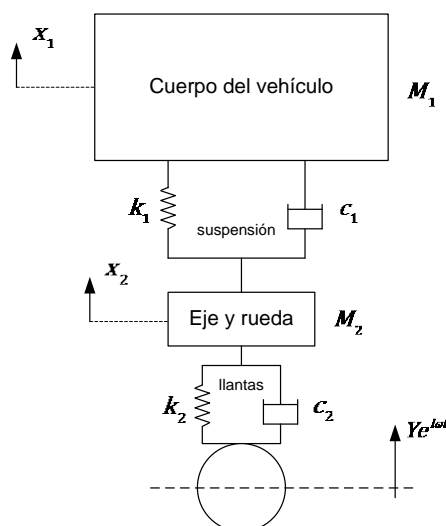 x₁
Cuerpo del vehículo
M₁
k₁
c₁
suspensión
x₂
Eje y rueda
M₂
llantas
k₂
c₂
Ye^{iωt}